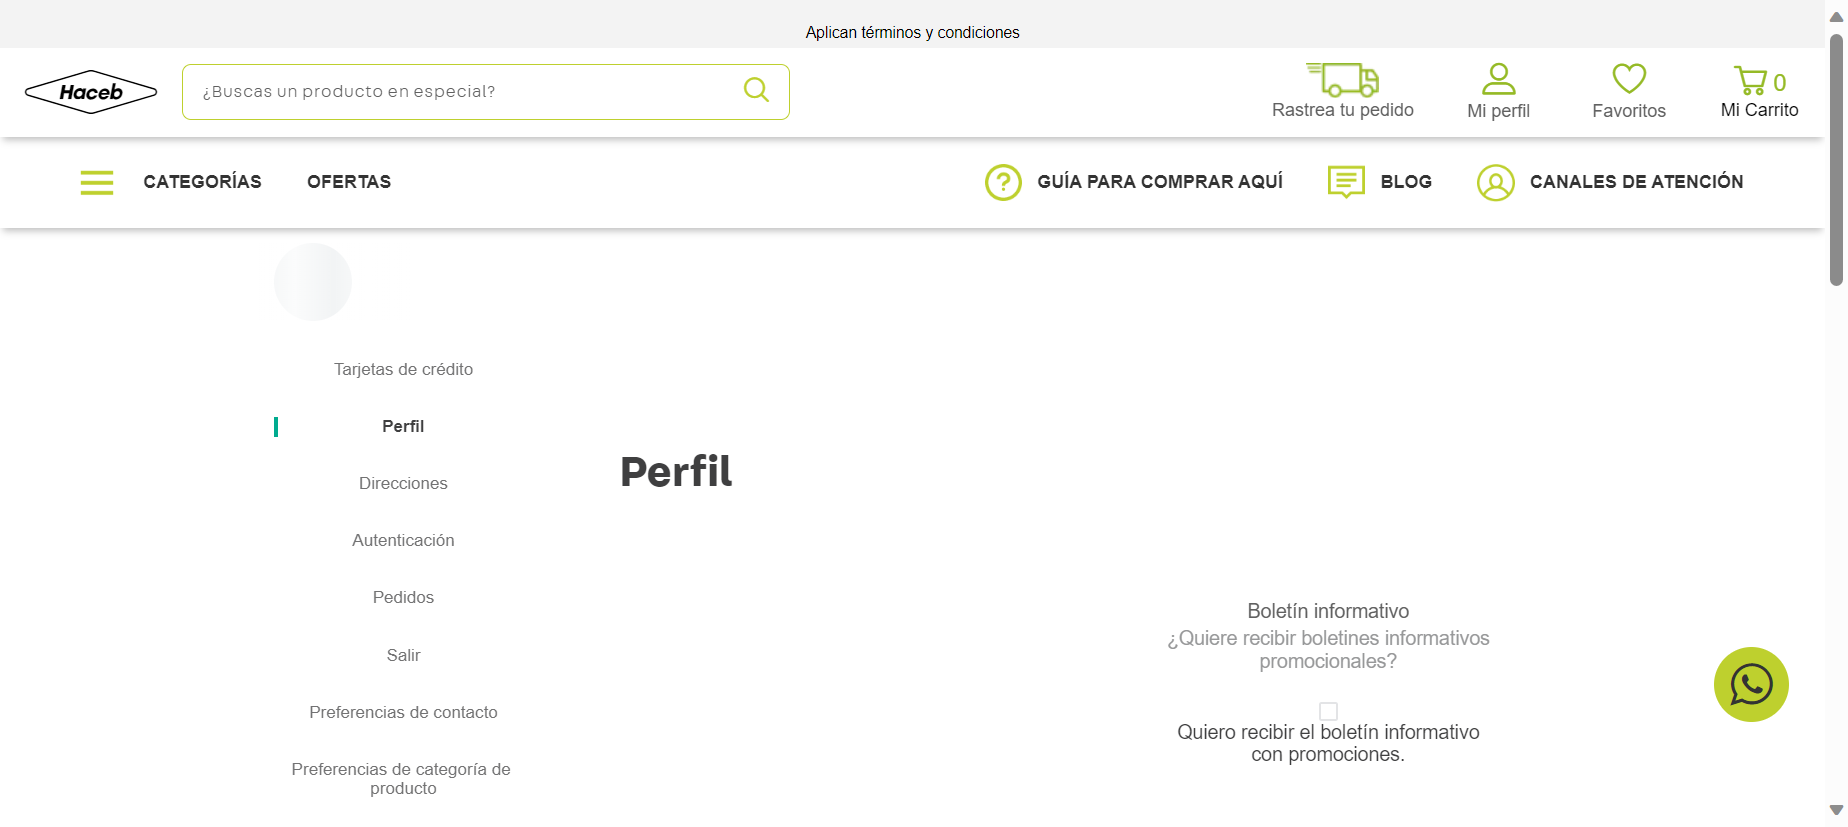 Aplican términos y condiciones
Haceb
¿Buscas un producto en especial?
Rastrea tu pedido
Mi perfil
Favoritos
0
Mi Carrito
CATEGORÍAS
OFERTAS
GUÍA PARA COMPRAR AQUÍ
BLOG
CANALES DE ATENCIÓN
Tarjetas de crédito
Perfil
Direcciones
Autenticación
Pedidos
Salir
Preferencias de contacto
Preferencias de categoría de
producto
Perfil
Boletín informativo
¿Quiere recibir boletines informativos
promocionales?
Quiero recibir el boletín informativo
con promociones.